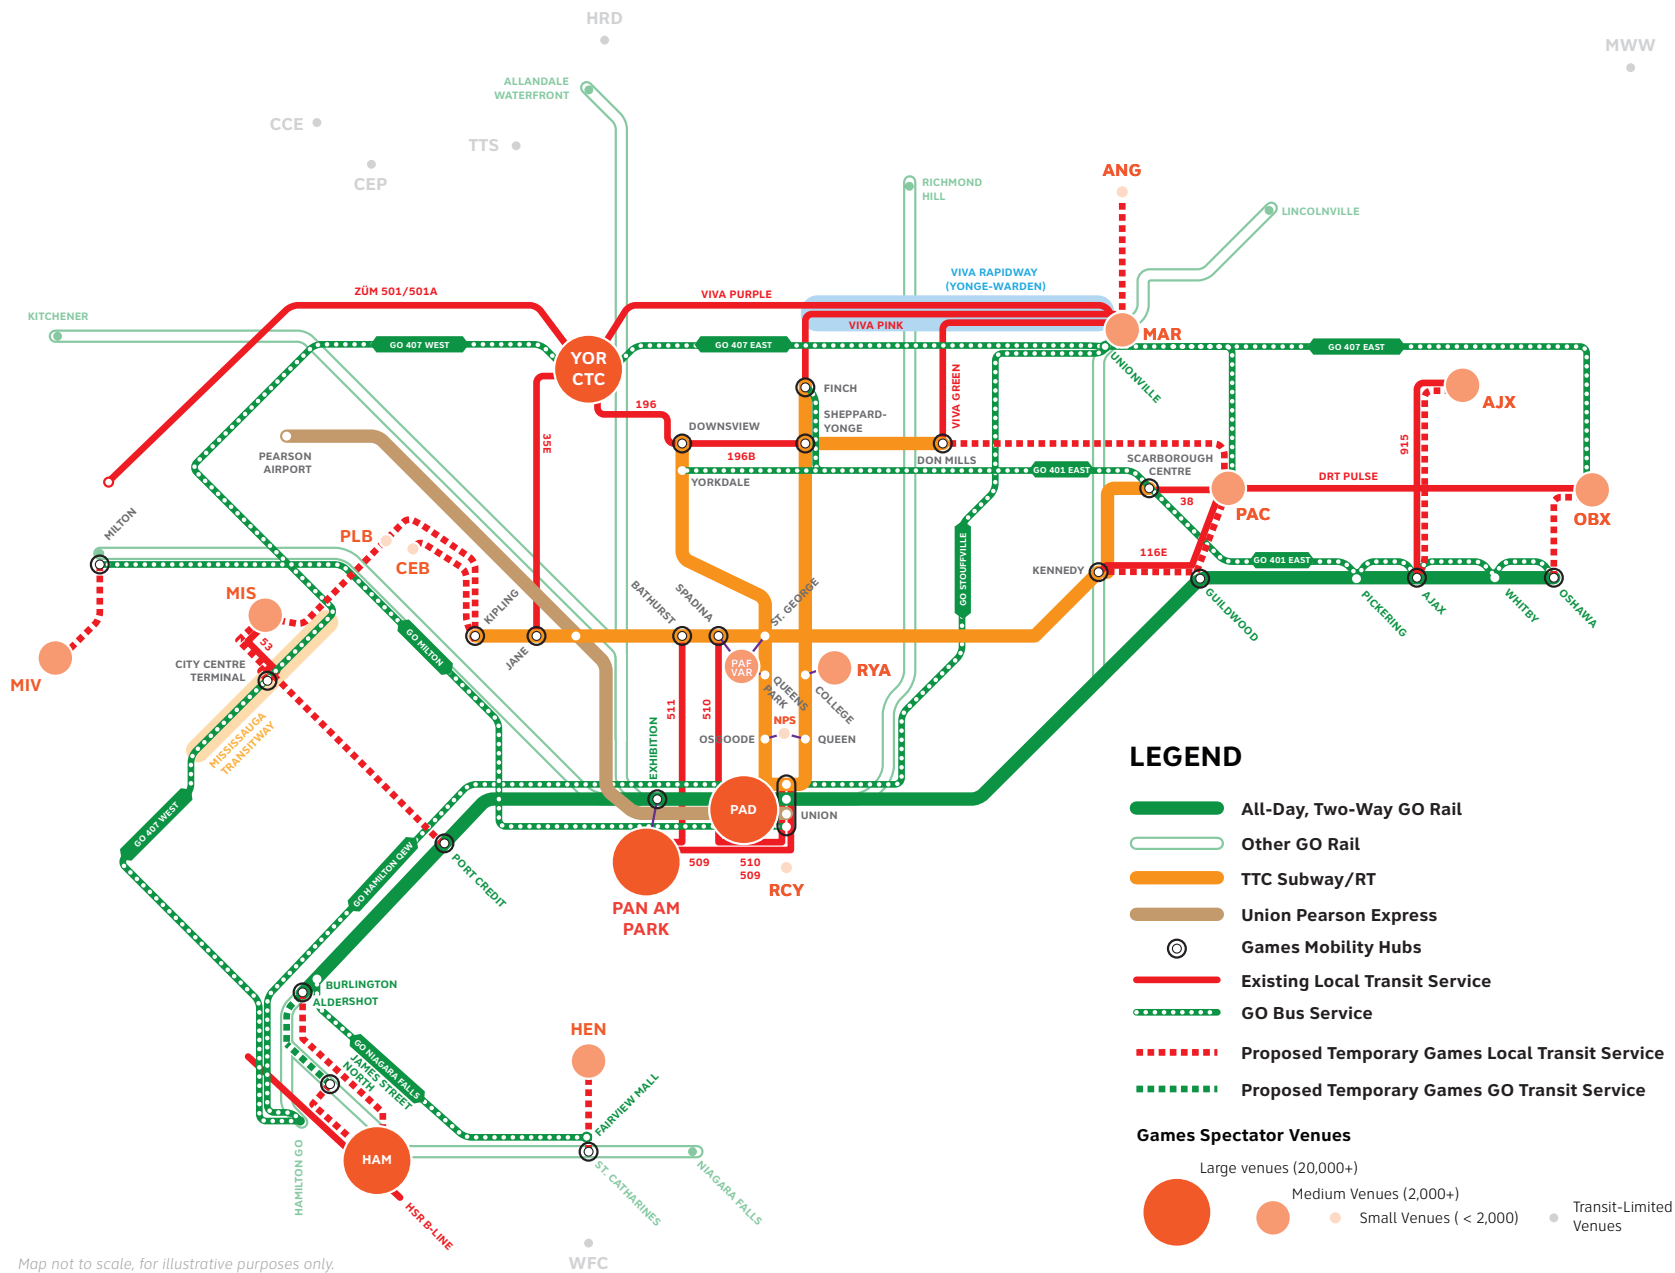 HRD
MWW
ALLANDALE
WATERFRONT
CCE
TTS
CEP
ANG
RICHMOND
HILL
LINCOLNVILLE
VIVA RAPIDWAY
(YONGE-WARDEN)
ZÜM 501/501A
VIVA PURPLE
KITCHENER
VIVA PINK
MAR
GO 407 WEST
YOR
CTC
GO 407 EAST
GO 407 EAST
UNIONVILLE
FINCH
VIVA GREEN
AJX
196
SHEPPARD-
YONGE
DOWNSVIEW
35E
915
PEARSON
AIRPORT
196B
DON MILLS
SCARBOROUGH
CENTRE
YORKDALE
GO 401 EAST
DRT PULSE
38
PAC
OBX
MILTON
PLB
CEB
GO STOUFFVILLE
116E
GO 401 EAST
KENNEDY
MIS
KIPLING
BATHURST
SPADINA
ST. GEORGE
GUILDWOOD
PICKERING
AJAX
WHITBY
OSHAWA
53
GO MILTON
JANE
CITY CENTRE
TERMINAL
PAF
VAR
RYA
MIV
QUEENS
PARK
COLLEGE
511
510
NPS
MISSISSAUGA
TRANSITWAY
EXHIBITION
OSGOODE
QUEEN
LEGEND
GO 407 WEST
PAD
UNION
All-Day, Two-Way GO Rail
Other GO Rail
GO HAMILTON QEW
PORT CREDIT
509
510
509
RCY
TTC Subway/RT
PAN AM
PARK
Union Pearson Express
Games Mobility Hubs
BURLINGTON
ALDERSHOT
Existing Local Transit Service
GO Bus Service
HEN
GO NIAGARA FALLS
JAMES STREET
NORTH
Proposed Temporary Games Local Transit Service
Proposed Temporary Games GO Transit Service
FAIRVIEW MALL
Games Spectator Venues
HAM
HAMILTON GO
ST. CATHARINES
NIAGARA FALLS
Large venues (20,000+)
Medium Venues (2,000+)
Small Venues ( < 2,000)
Transit-Limited
Venues
HSR B-LINE
WFC
Map not to scale, for illustrative purposes only.